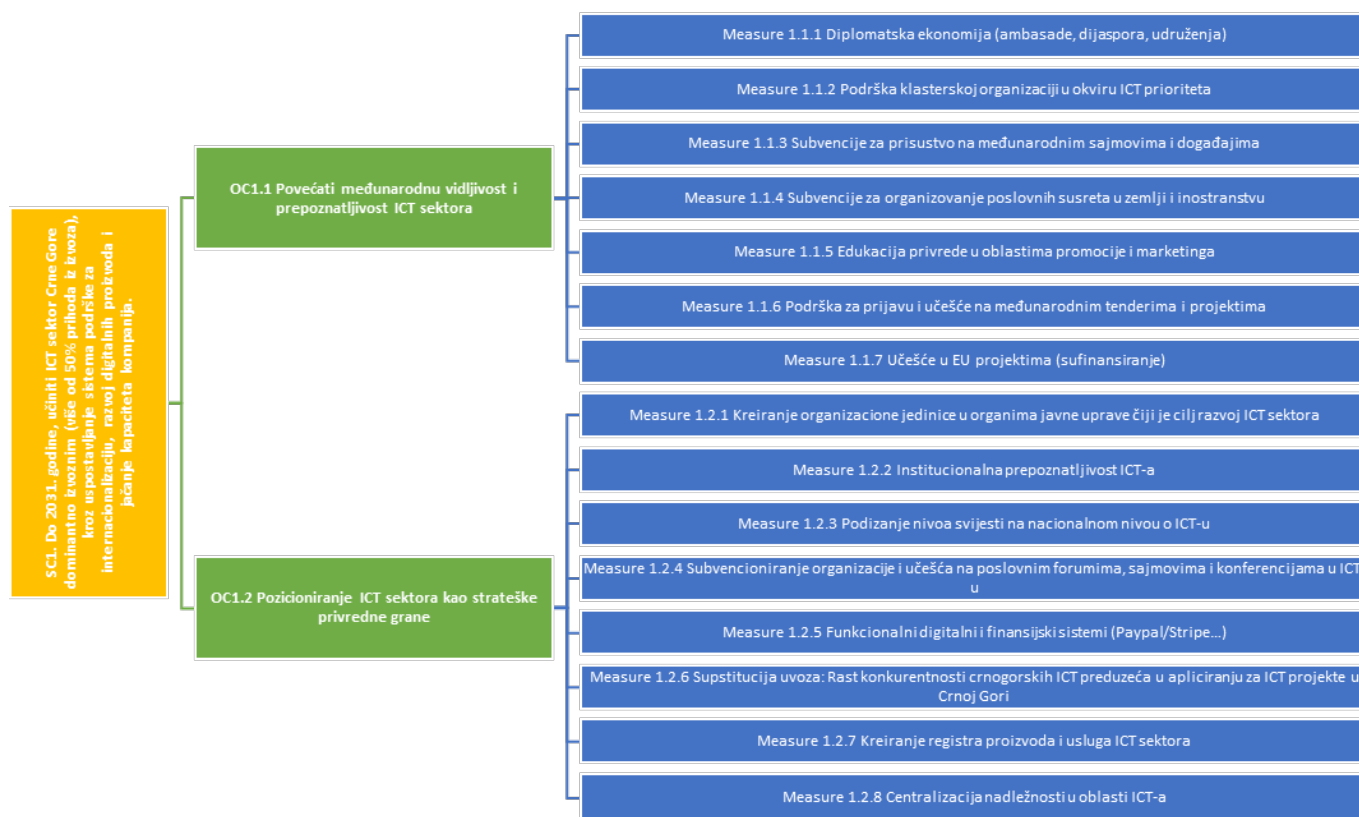 SC1. Do 2031. godine, učiniti ICT sektor Crne Gore
dominantno izvoznim (više od 50% prihoda iz izvoza),
kroz uspostavljanje sistema podrške za
internacionalizaciju, razvoj digitalnih proizvoda i
jačanje kapaciteta kompanija.
OC1.1 Povećati međunarodnu vidljivost i
prepoznatljivost ICT sektora
Measure 1.1.1 Diplomatska ekonomija (ambasade, dijaspora, udruženja)
Measure 1.1.2 Podrška klasterskoj organizaciji u okviru ICT prioriteta
Measure 1.1.3 Subvencije za prisustvo na međunarodnim sajmovima i događajima
Measure 1.1.4 Subvencije za organizovanje poslovnih susreta u zemlji i inostranstvu
Measure 1.1.5 Edukacija privrede u oblastima promocije i marketinga
Measure 1.1.6 Podrška za prijavu i učešće na međunarodnim tenderima i projektima
Measure 1.1.7 Učešće u EU projektima (sufinansiranje)
OC1.2 Pozicioniranje ICT sektora kao strateške
privredne grane
Measure 1.2.1 Kreiranje organizacione jedinice u organima javne uprave čiji je cilj razvoj ICT sektora
Measure 1.2.2 Institucionalna prepoznatljivost ICT-a
Measure 1.2.3 Podizanje nivoa svijesti na nacionalnom nivou o ICT-u
Measure 1.2.4 Subvencioniranje organizacije i učešća na poslovnim forumima, sajmovima i konferencijama u ICT
u
Measure 1.2.5 Funkcionalni digitalni i finansijski sistemi (Paypal/Stripe...)
Measure 1.2.6 Supstitucija uvoza: Rast konkurentnosti crnogorskih ICT preduzeća u apliciranju za ICT projekte u
Crnoj Gori
Measure 1.2.7 Kreiranje registra proizvoda i usluga ICT sektora
Measure 1.2.8 Centralizacija nadležnosti u oblasti ICT-a